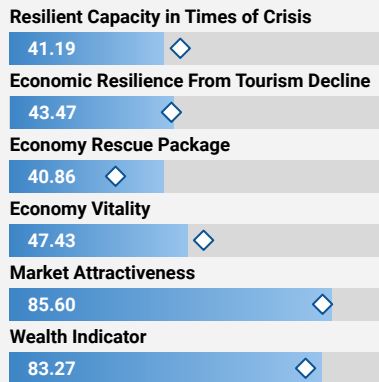 Resilient Capacity in Times of Crisis
41.19
Economic Resilience From Tourism Decline
43.47
Economy Rescue Package
40.86
Economy Vitality
47.43
Market Attractiveness
85.60
Wealth Indicator
83.27